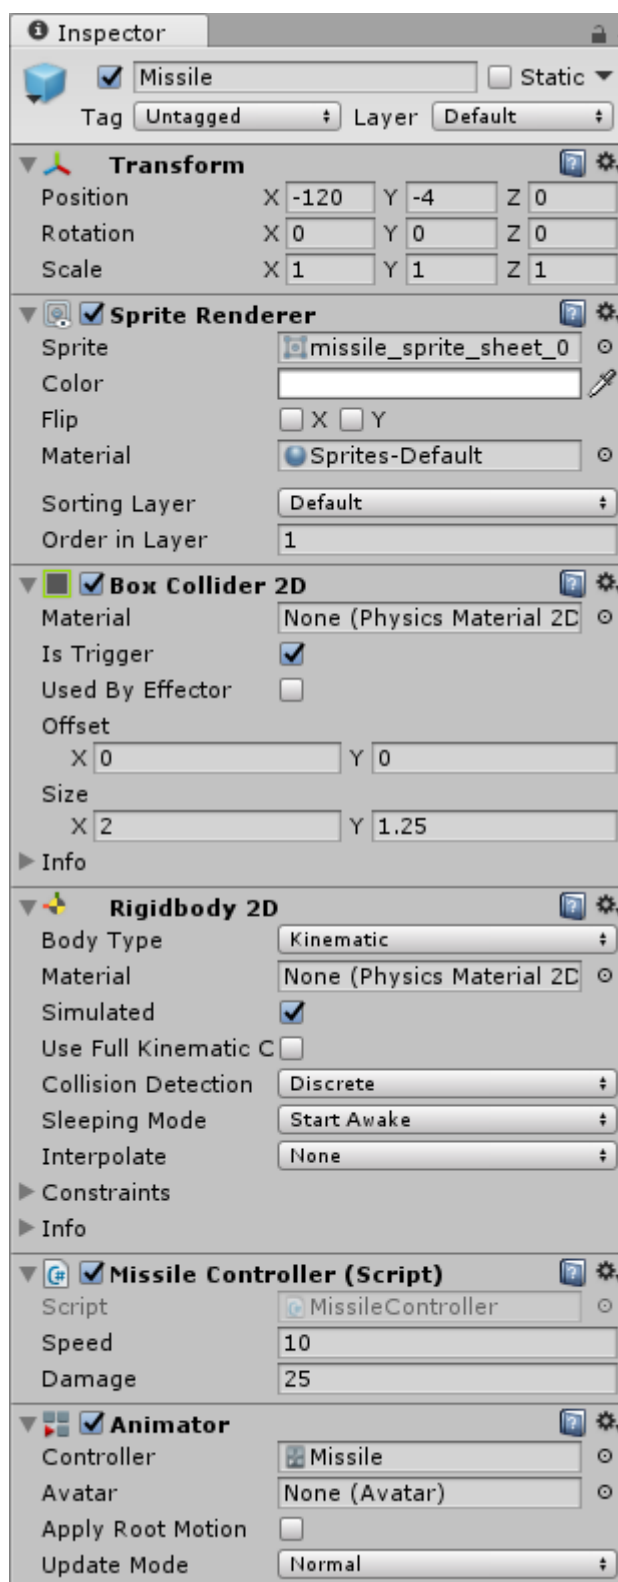 Inspector
Missile Static
Tag Untagged Layer Default
Transform
Position X -120 Y -4 Z 0
Rotation X 0 Y 0 Z 0
Scale X 1 Y 1 Z 1
Sprite Renderer
Sprite missile_sprite_sheet_0
Color
Flip X Y
Material Sprites-Default
Sorting Layer Default
Order in Layer 1
Box Collider 2D
Material None (Physics Material 2D
Is Trigger
Used By Effector
Offset
X 0 Y 0
Size
X 2 Y 1.25
Info
Rigidbody 2D
Body Type Kinematic
Material None (Physics Material 2D
Simulated
Use Full Kinematic C
Collision Detection Discrete
Sleeping Mode Start Awake
Interpolate None
Constraints
Info
Missile Controller (Script)
Script MissileController
Speed 10
Damage 25
Animator
Controller Missile
Avatar None (Avatar)
Apply Root Motion
Update Mode Normal